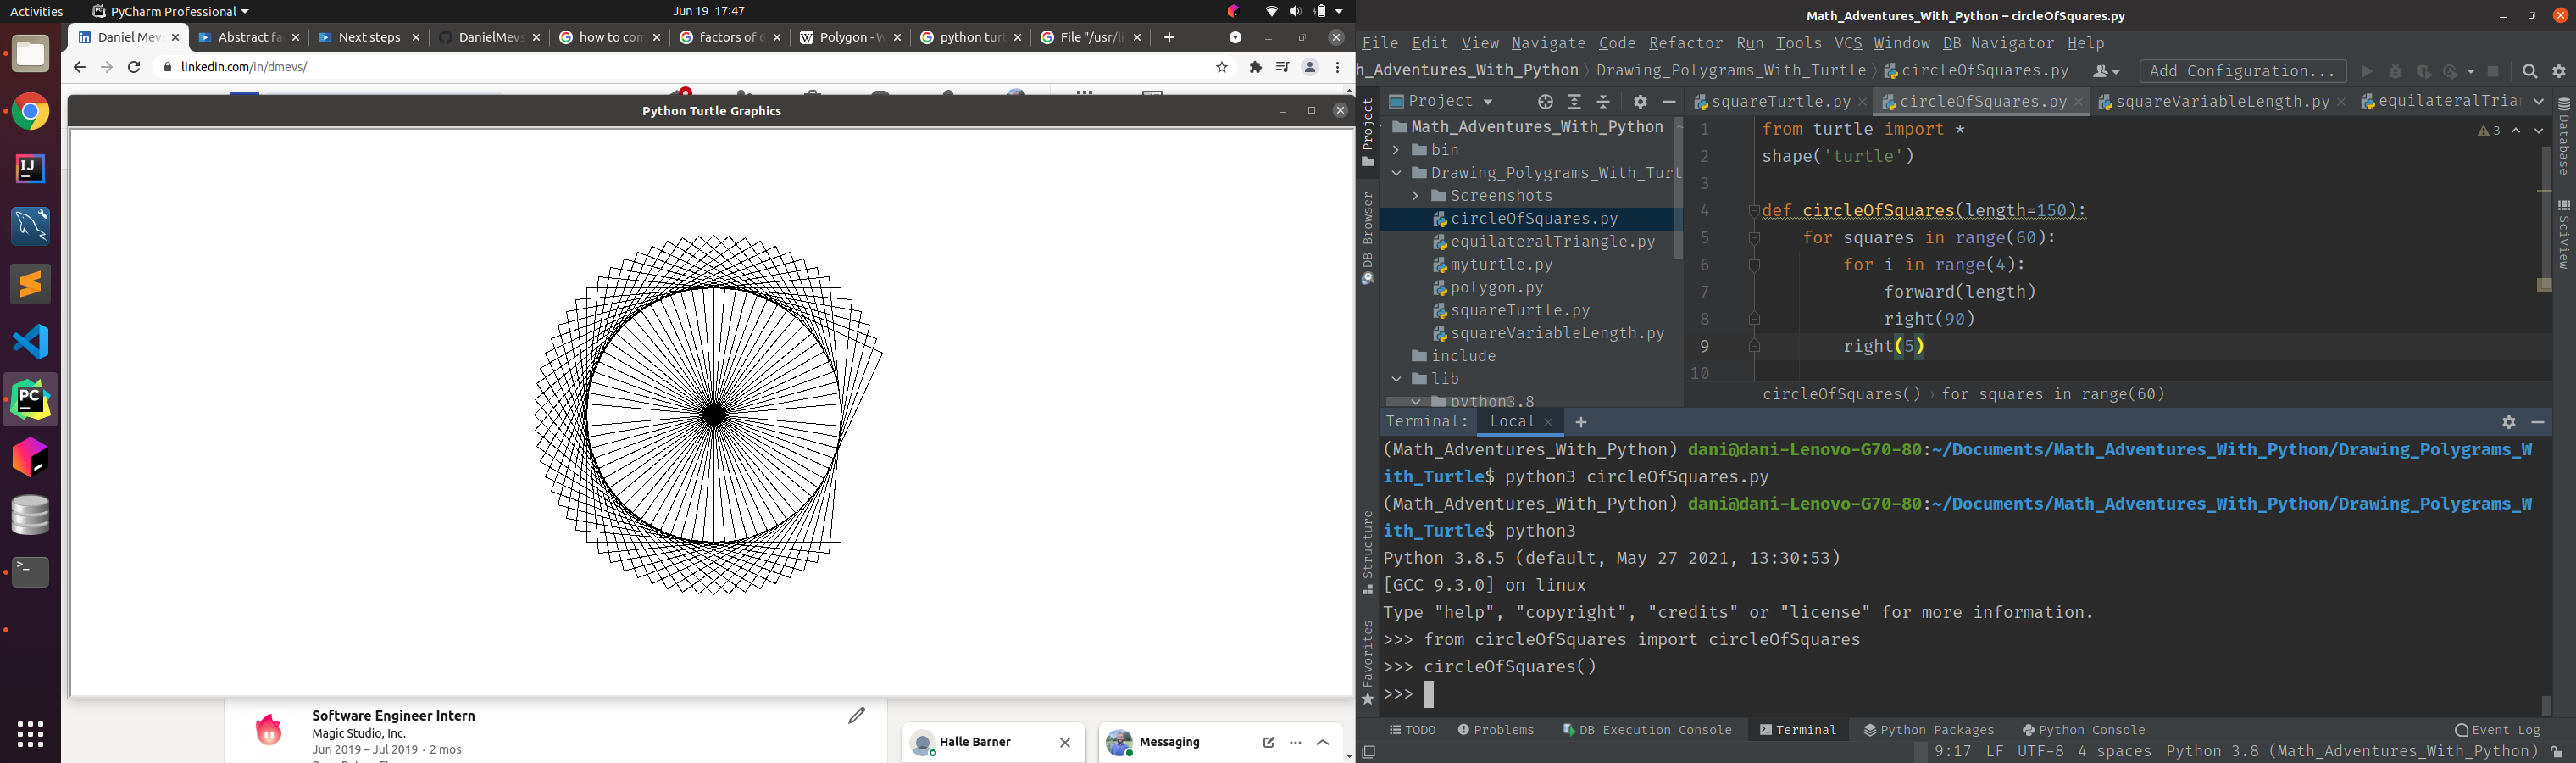 Activities
PyCharm Professional
Jun 19 17:47
Daniel Mevs
Abstract fa
Next steps
DanielMevs
how to com
factors of 6
Polygon - W
python turt
File "/usr/li
linkedin.com/in/dmevs/
Python Turtle Graphics
Software Engineer Intern
Magic Studio, Inc.
Jun 2019 – Jul 2019 · 2 mos
Halle Barner
Messaging
Math_Adventures_With_Python – circleOfSquares.py
File Edit View Navigate Code Refactor Run Tools VCS Window DB Navigator Help
h_Adventures_With_Python
Drawing_Polygrams_With_Turtle
circleOfSquares.py
Add Configuration...
Project
Project
DB Browser
Structure
Favorites
Math_Adventures_With_Python
bin
Drawing_Polygrams_With_Turt
Screenshots
circleOfSquares.py
equilateralTriangle.py
myturtle.py
polygon.py
squareTurtle.py
squareVariableLength.py
include
lib
python3.8
squareTurtle.py
circleOfSquares.py
squareVariableLength.py
equilateralTria
3
1 from turtle import *
2 shape('turtle')
3
4 def circleOfSquares(length=150):
5 for squares in range(60):
6 for i in range(4):
7 forward(length)
8 right(90)
9 right(5)
10
circleOfSquares() › for squares in range(60)
Database
SciView
Terminal: Local
(Math_Adventures_With_Python) dani@dani-Lenovo-G70-80:~/Documents/Math_Adventures_With_Python/Drawing_Polygrams_W
ith_Turtle$ python3 circleOfSquares.py
(Math_Adventures_With_Python) dani@dani-Lenovo-G70-80:~/Documents/Math_Adventures_With_Python/Drawing_Polygrams_W
ith_Turtle$ python3
Python 3.8.5 (default, May 27 2021, 13:30:53)
[GCC 9.3.0] on linux
Type "help", "copyright", "credits" or "license" for more information.
>>> from circleOfSquares import circleOfSquares
>>> circleOfSquares()
>>>
TODO
Problems
DB Execution Console
Terminal
Python Packages
Python Console
Event Log
9:17 LF UTF-8 4 spaces Python 3.8 (Math_Adventures_With_Python)